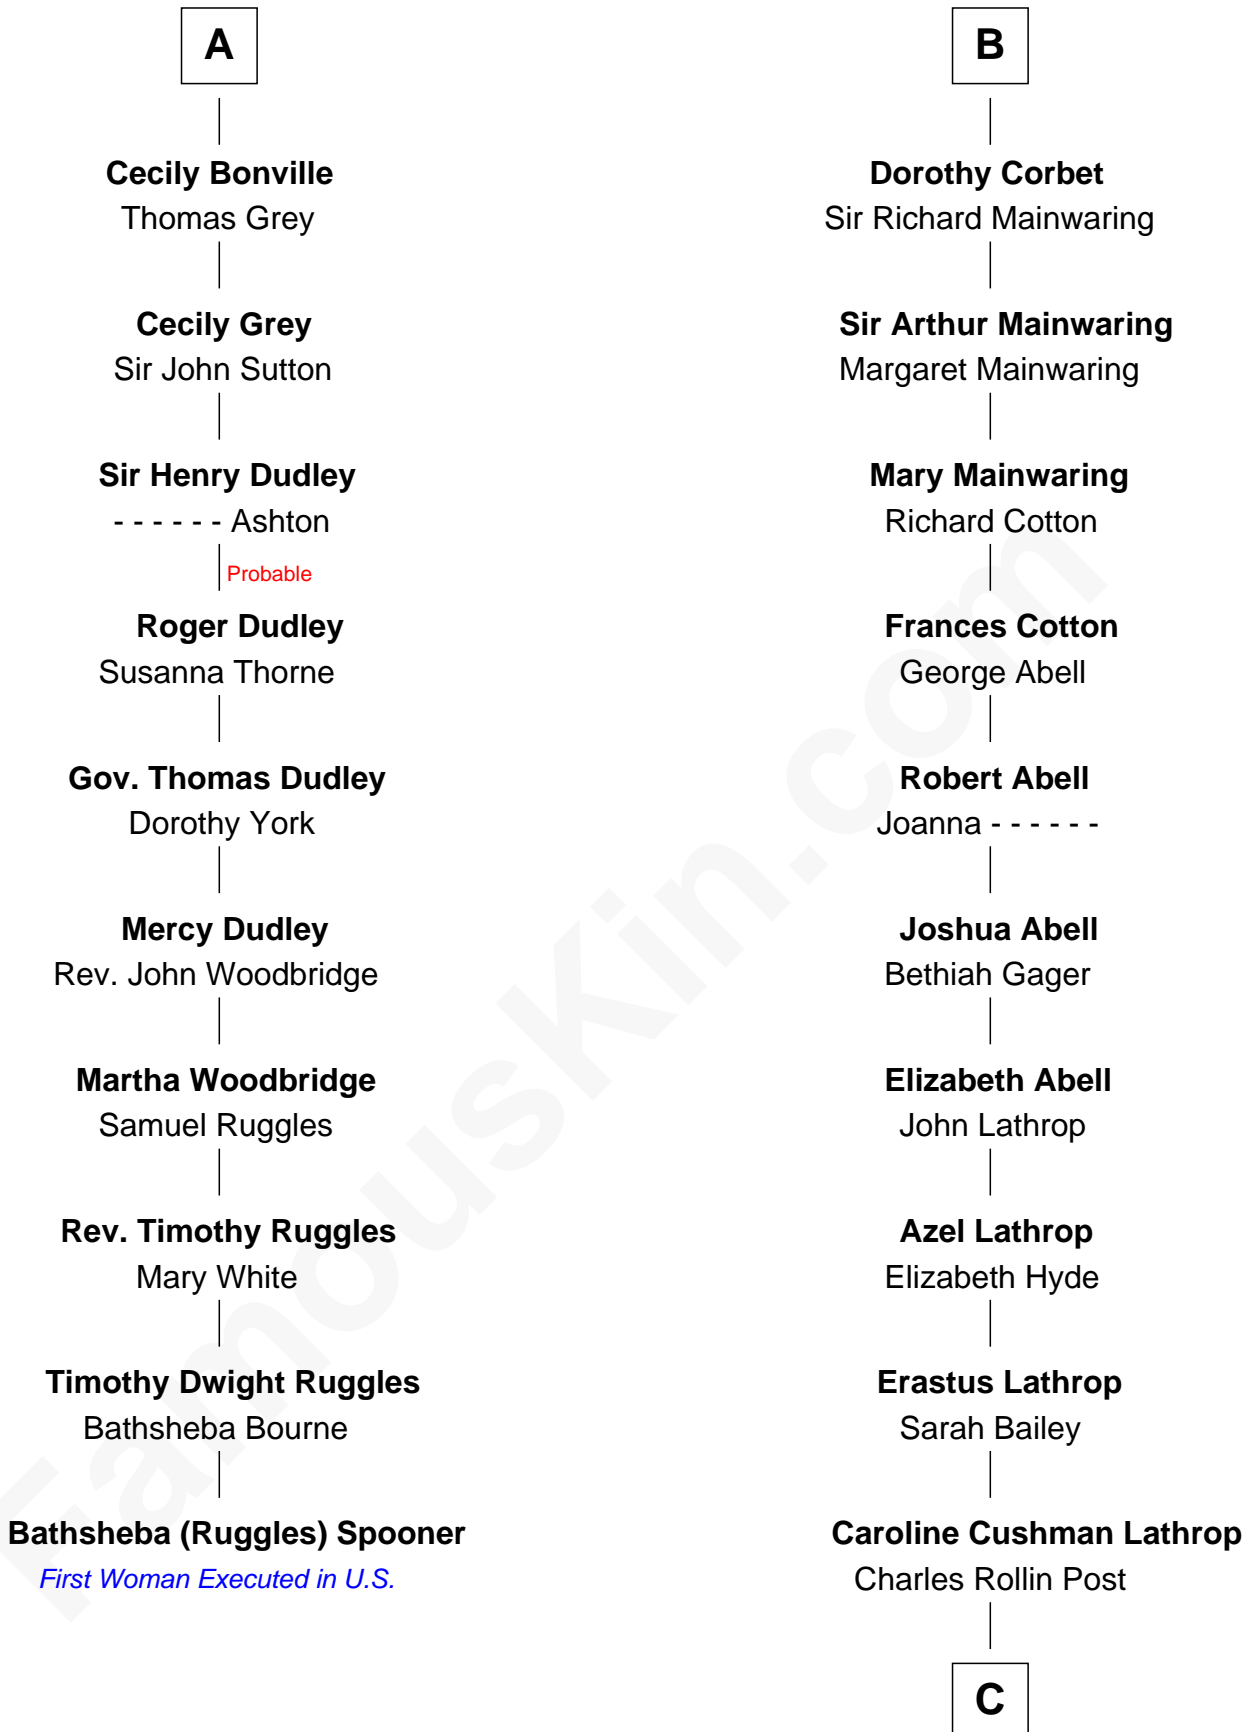 A
Cecily Bonville
Thomas Grey
Cecily Grey
Sir John Sutton
Sir Henry Dudley
- - - - - - Ashton
Probable
Roger Dudley
Susanna Thorne
Gov. Thomas Dudley
Dorothy York
Mercy Dudley
Rev. John Woodbridge
Martha Woodbridge
Samuel Ruggles
Rev. Timothy Ruggles
Mary White
Timothy Dwight Ruggles
Bathsheba Bourne
Bathsheba (Ruggles) Spooner
First Woman Executed in U.S.
B
Dorothy Corbet
Sir Richard Mainwaring
Sir Arthur Mainwaring
Margaret Mainwaring
Mary Mainwaring
Richard Cotton
Frances Cotton
George Abell
Robert Abell
Joanna - - - - - -
Joshua Abell
Bethiah Gager
Elizabeth Abell
John Lathrop
Azel Lathrop
Elizabeth Hyde
Erastus Lathrop
Sarah Bailey
Caroline Cushman Lathrop
Charles Rollin Post
C
FamousKin.com